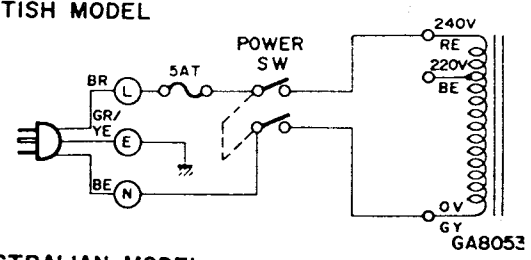 TISH MODEL
240V
RE
POWER
SW
BR
L
5AT
220V
BE
GR/
YE
E
BE
N
0V
GY
GA8053
STRALIAN MODEL